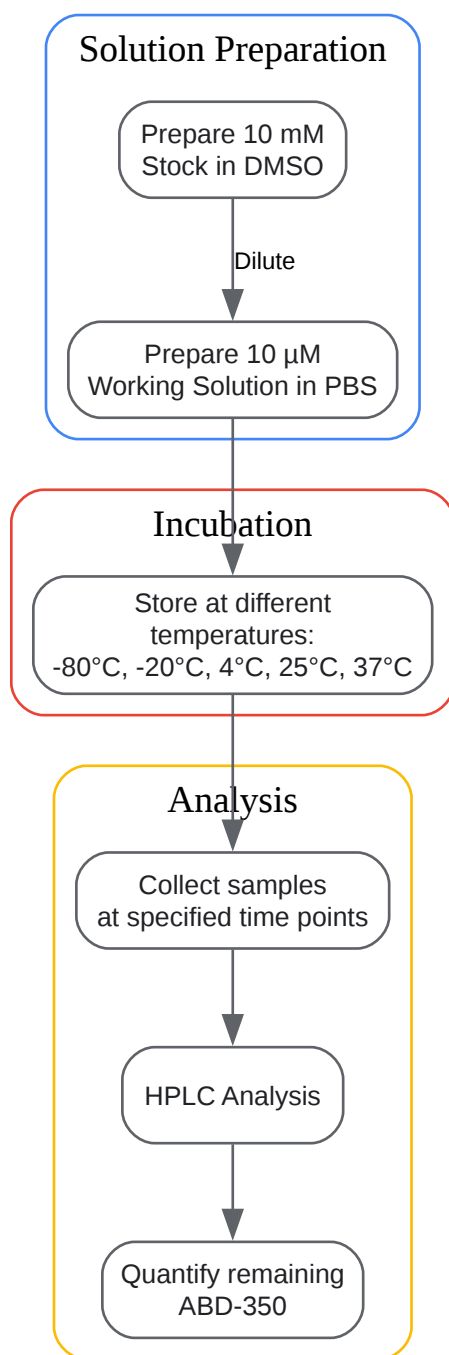 Solution Preparation
Prepare 10 mM
Stock in DMSO
Dilute
Prepare 10 µM
Working Solution in PBS
Incubation
Store at different
temperatures:
-80°C, -20°C, 4°C, 25°C, 37°C
Analysis
Collect samples
at specified time points
HPLC Analysis
Quantify remaining
ABD-350